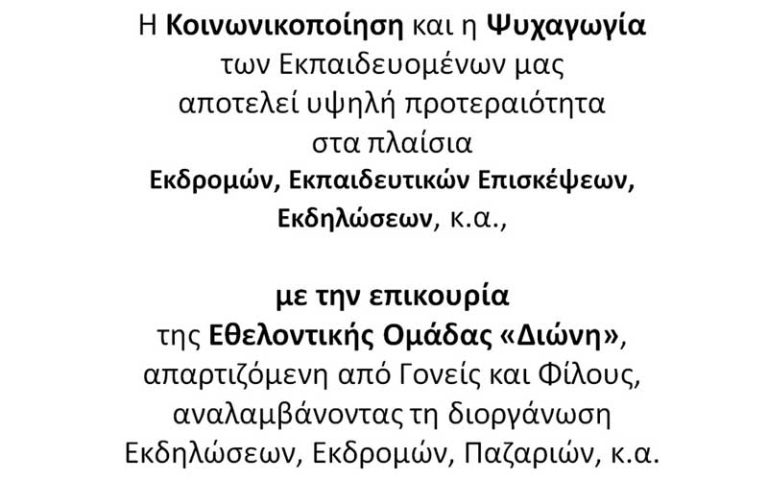 Η Κοινωνικοποίηση και η Ψυχαγωγία
των Εκπαιδευομένων μας
αποτελεί υψηλή προτεραιότητα
στα πλαίσια
Εκδρομών, Εκπαιδευτικών Επισκέψεων,
Εκδηλώσεων, κ.α.,
με την επικουρία
της Εθελοντικής Ομάδας «Διώνη»,
απαρτιζόμενη από Γονείς και Φίλους,
αναλαμβάνοντας τη διοργάνωση
Εκδηλώσεων, Εκδρομών, Παζαριών, κ.α.